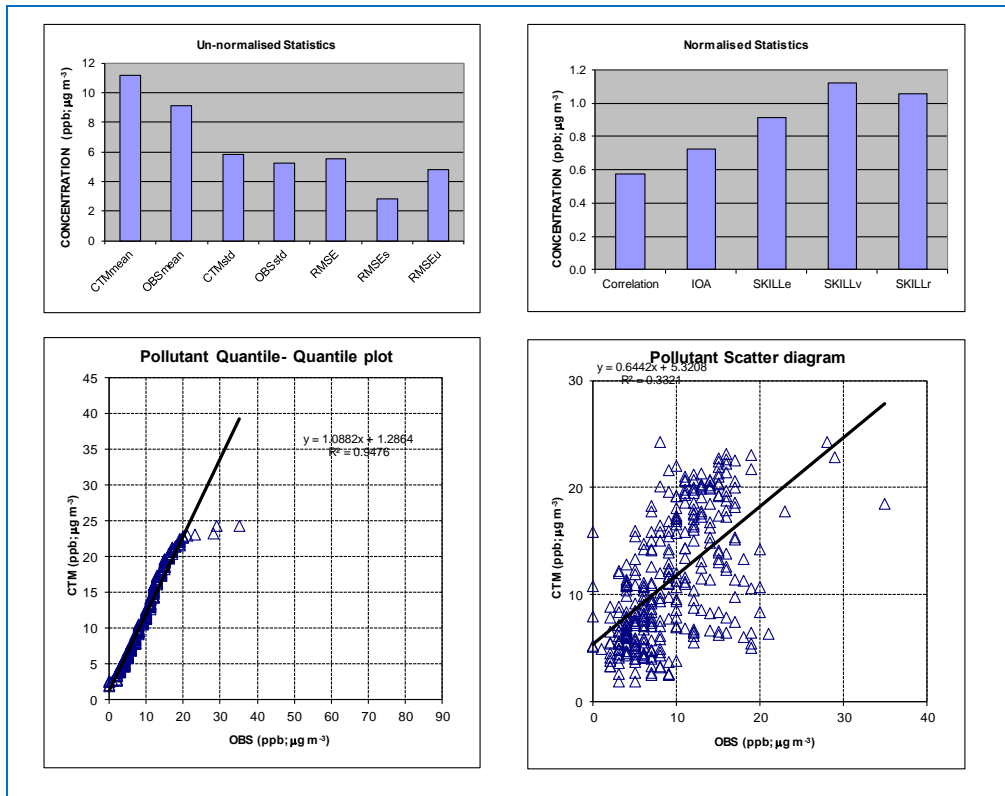 Un-normalised Statistics
CONCENTRATION (ppb; µg m-3)
12
10
8
6
4
2
0
CTMmean
OBSmean
CTMstd
OBSstd
RMSE
RMSEs
RMSEu
Normalised Statistics
CONCENTRATION (ppb; µg m-3)
1.2
1.0
0.8
0.6
0.4
0.2
0.0
Correlation
IOA
SKILLe
SKILLv
SKILLr
Pollutant Quantile- Quantile plot
CTM (ppb; µg m-3)
45
40
35
30
25
20
15
10
5
0
y = 1.0882x + 1.2864
R² = 0.9476
0 10 20 30 40 50 60 70 80 90
OBS (ppb; µg m-3)
Pollutant Scatter diagram
y = 0.6442x + 5.3208
R² = 0.3321
CTM (ppb; µg m-3)
30
20
10
0
0 10 20 30 40
OBS (ppb; µg m-3)